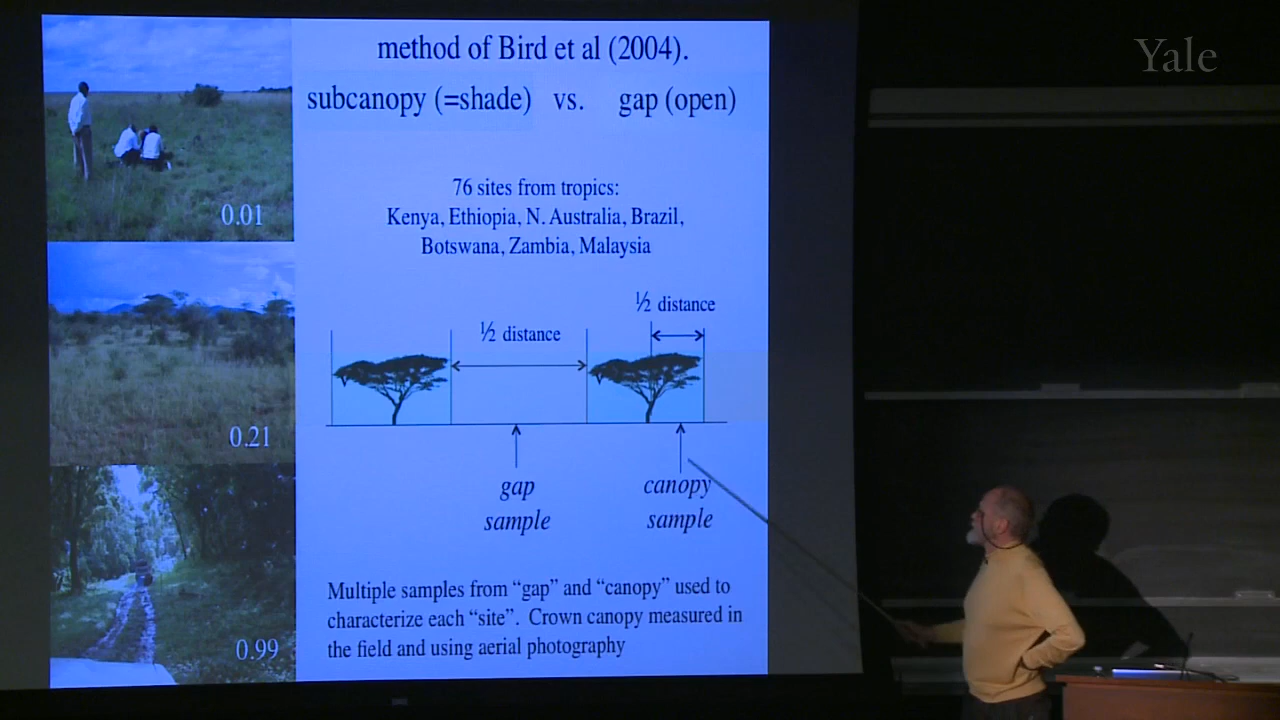 Yale
method of Bird et al (2004).
subcanopy (=shade) vs. gap (open)
0.01
76 sites from tropics:
Kenya, Ethiopia, N. Australia, Brazil,
Botswana, Zambia, Malaysia
½ distance
½ distance
0.21
gap
sample
canopy
sample
0.99
Multiple samples from “gap” and “canopy” used to
characterize each “site”. Crown canopy measured in
the field and using aerial photography